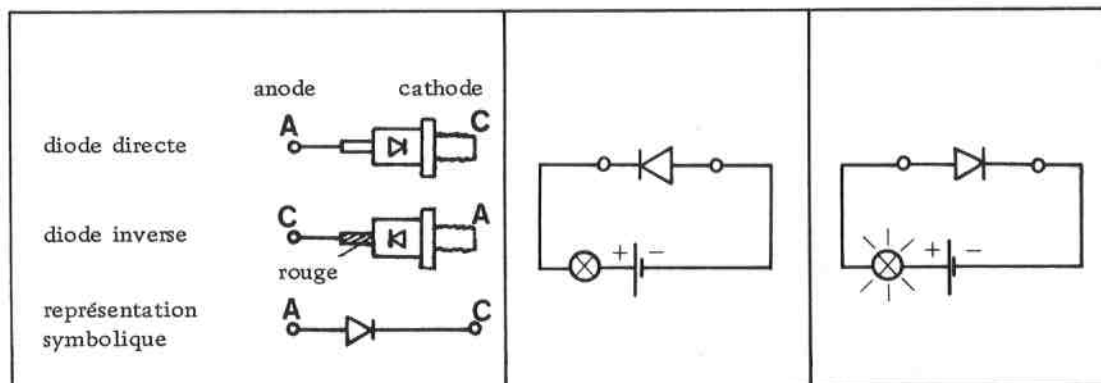 anode cathode
A C
diode directe
C A
diode inverse
rouge
A C
représentation
symbolique
+ −
+ −